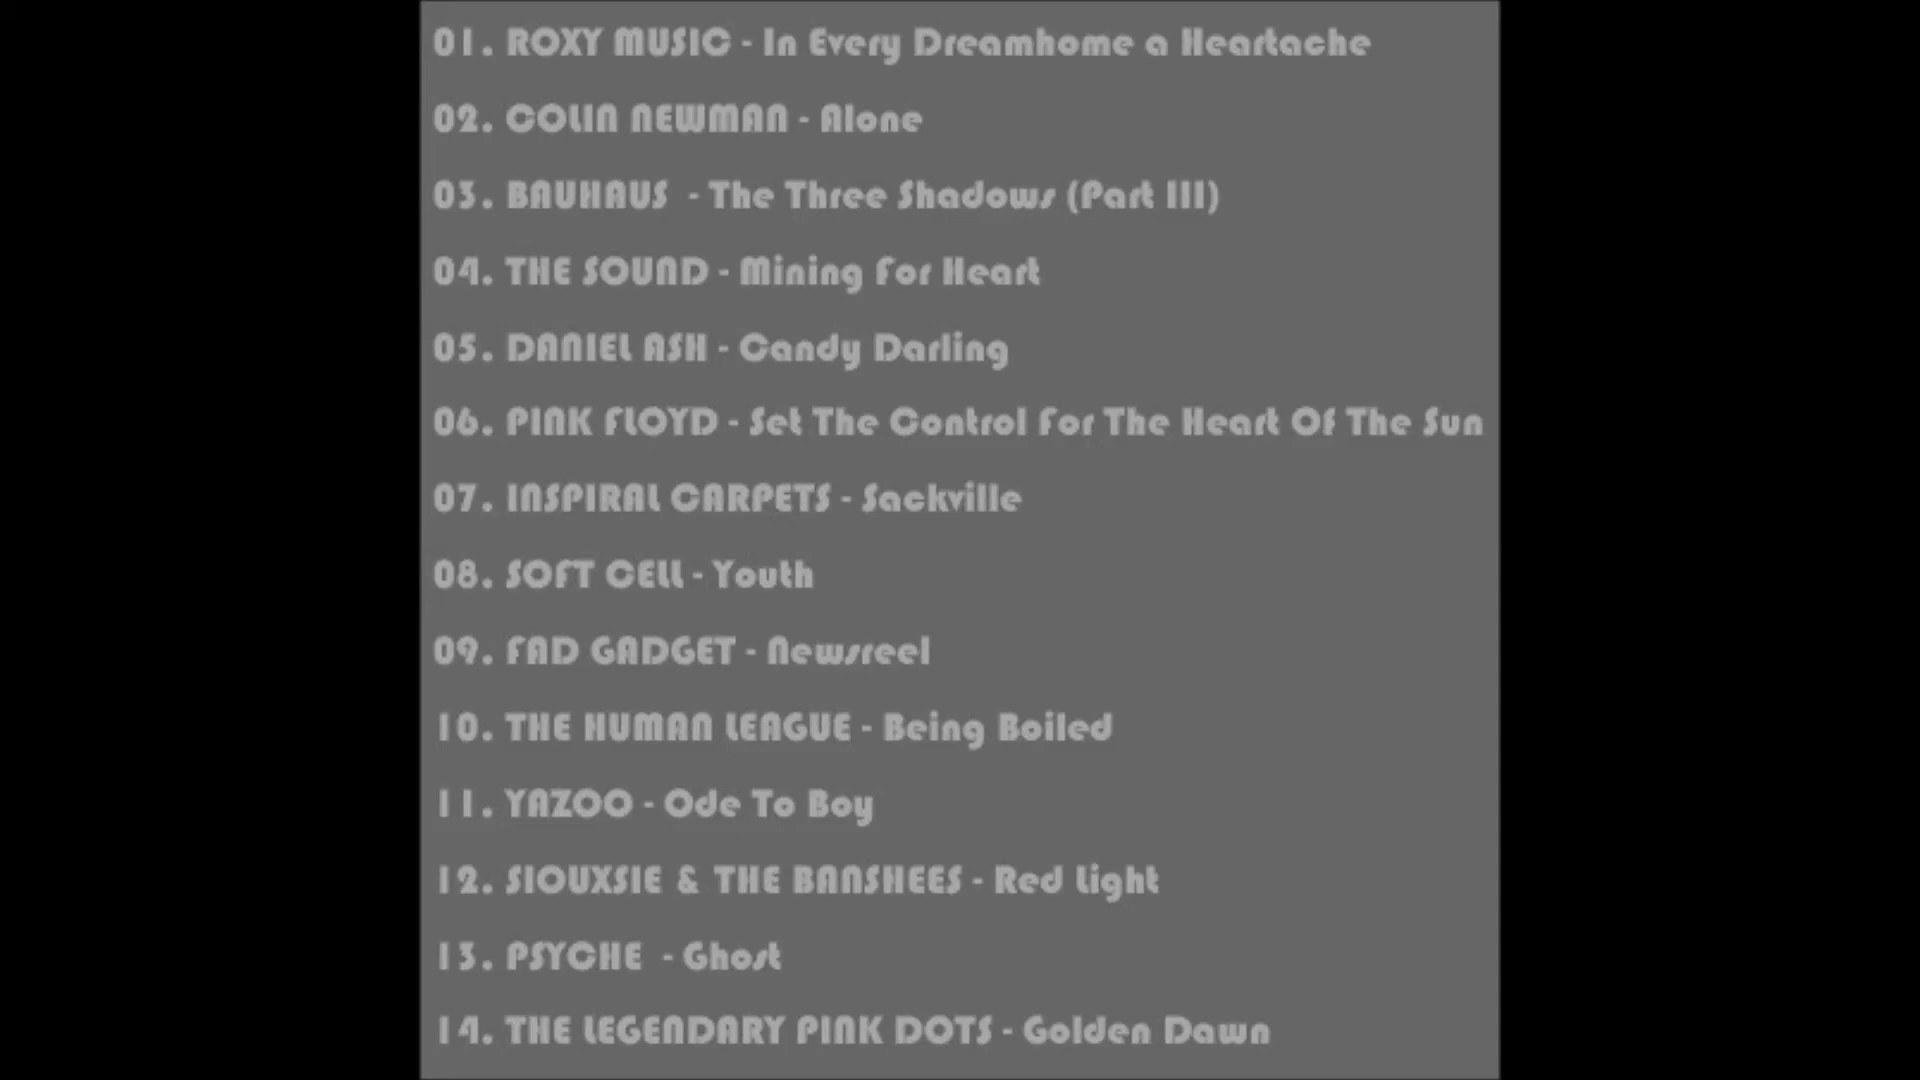 01. ROXY MUSIC - In Every Dreamhome a Heartache
02. COLIN NEWMAN - Alone
03. BAUHAUS - The Three Shadows (Part III)
04. THE SOUND - Mining For Heart
05. DANIEL ASH - Candy Darling
06. PINK FLOYD - Set The Control For The Heart Of The Sun
07. INSPIRAL CARPETS - Sackville
08. SOFT CELL - Youth
09. FAD GADGET - Newsreel
10. THE HUMAN LEAGUE - Being Boiled
11. YAZOO - Ode To Boy
12. SIOUXSIE & THE BANSHEES - Red Light
13. PSYCHE - Ghost
14. THE LEGENDARY PINK DOTS - Golden Dawn